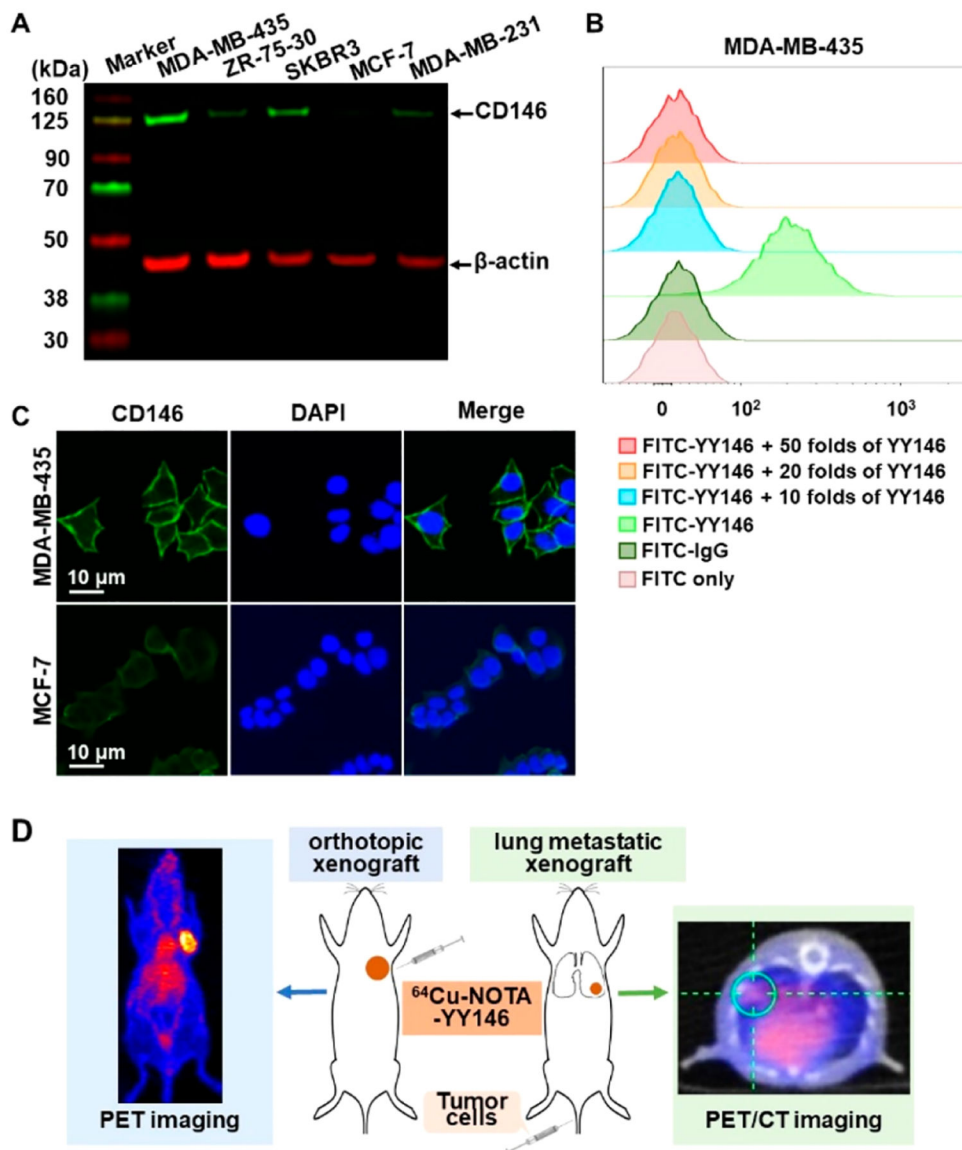 A
Marker
MDA-MB-435
ZR-75-30
SKBR3
MCF-7
MDA-MB-231
(kDa)
160
125
90
70
50
38
30
CD146
β-actin
B
MDA-MB-435
0
10²
10³
FITC-YY146 + 50 folds of YY146
FITC-YY146 + 20 folds of YY146
FITC-YY146 + 10 folds of YY146
FITC-YY146
FITC-IgG
FITC only
C
CD146
DAPI
Merge
MDA-MB-435
10 μm
MCF-7
10 μm
D
orthotopic
xenograft
lung metastatic
xenograft
⁶⁴Cu-NOTA
-YY146
Tumor
cells
PET imaging
PET/CT imaging